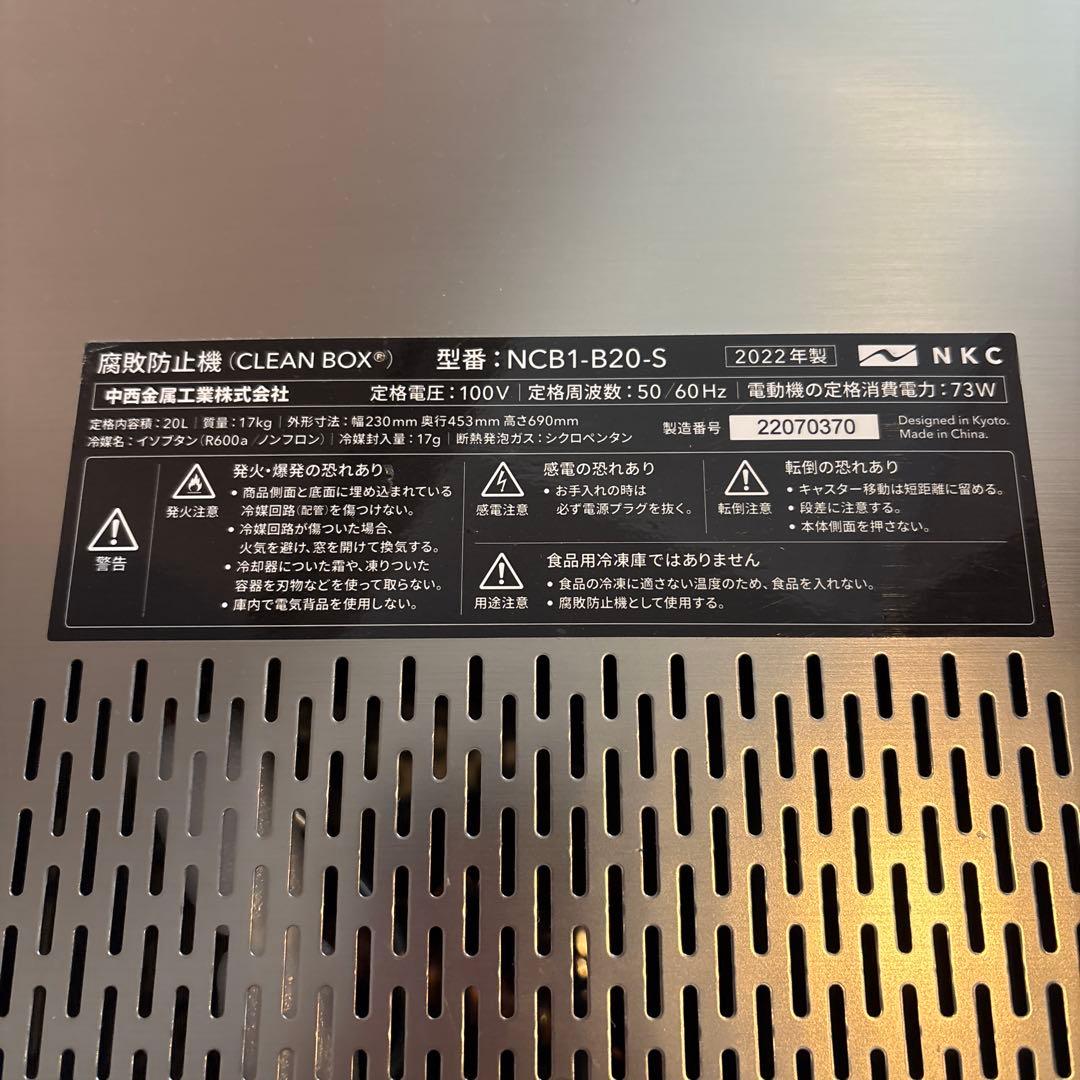 腐敗防止機（CLEAN BOX®） 型番：NCB1-B20-S 2022年製 NKC
中西金属工業株式会社 定格電圧：100V 定格周波数：50/60Hz 電動機の定格消費電力：73W
定格内容積：20L 質量：17kg 外形寸法：幅230mm 奥行453mm 高さ690mm
冷媒名：イソブタン（R600a／ノンフロン） 冷媒封入量：17g 断熱発泡ガス：シクロペンタン
製造番号 22070370
Designed in Kyoto.
Made in China.
警告
発火注意
発火・爆発の恐れあり
• 商品側面と底面に埋め込まれている
冷媒回路（配管）を傷つけない。
• 冷媒回路が傷ついた場合、
火気を避け、窓を開けて換気する。
• 冷却器についた霜や、凍りついた
容器を刃物などを使って取らない。
• 庫内で電気背品を使用しない。
感電注意
感電の恐れあり
• お手入れの時は
必ず電源プラグを抜く。
転倒注意
転倒の恐れあり
• キャスター移動は短距離に留める。
• 段差に注意する。
• 本体側面を押さない。
用途注意
食品用冷凍庫ではありません
• 食品の冷凍に適さない温度のため、食品を入れない。
• 腐敗防止機として使用する。